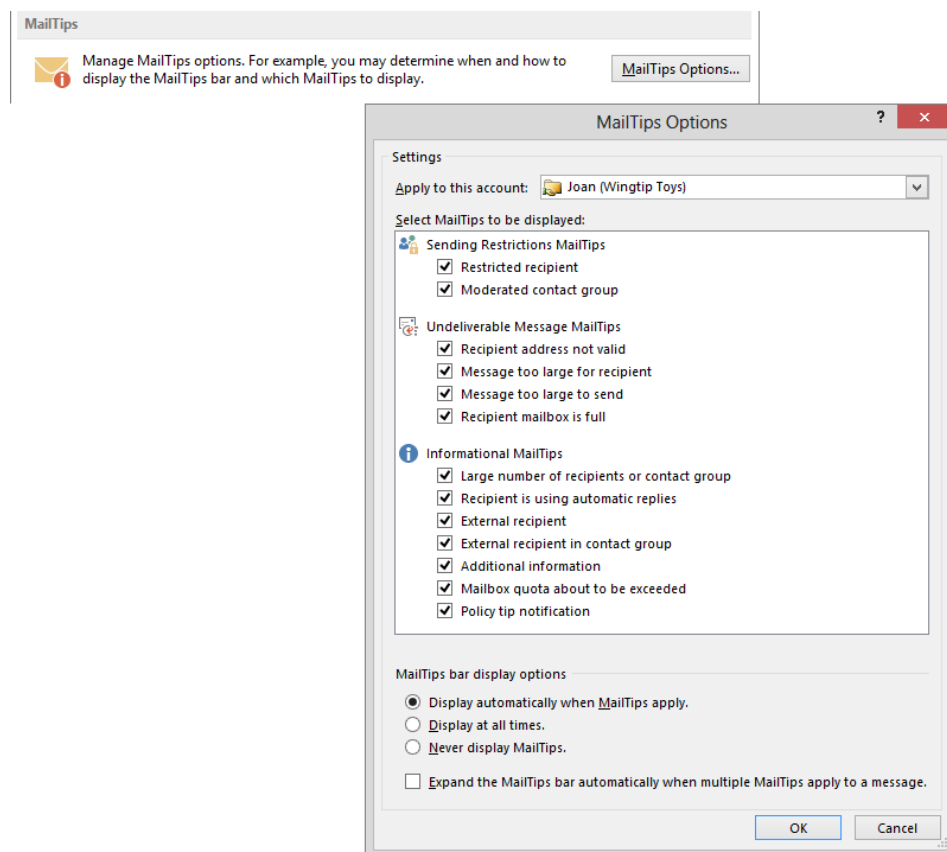 MailTips
Manage MailTips options. For example, you may determine when and how to
display the MailTips bar and which MailTips to display.
MailTips Options...
MailTips Options
?
Settings
Apply to this account:
Joan (Wingtip Toys)
Select MailTips to be displayed:
Sending Restrictions MailTips
Restricted recipient
Moderated contact group
Undeliverable Message MailTips
Recipient address not valid
Message too large for recipient
Message too large to send
Recipient mailbox is full
Informational MailTips
Large number of recipients or contact group
Recipient is using automatic replies
External recipient
External recipient in contact group
Additional information
Mailbox quota about to be exceeded
Policy tip notification
MailTips bar display options
Display automatically when MailTips apply.
Display at all times.
Never display MailTips.
Expand the MailTips bar automatically when multiple MailTips apply to a message.
OK
Cancel